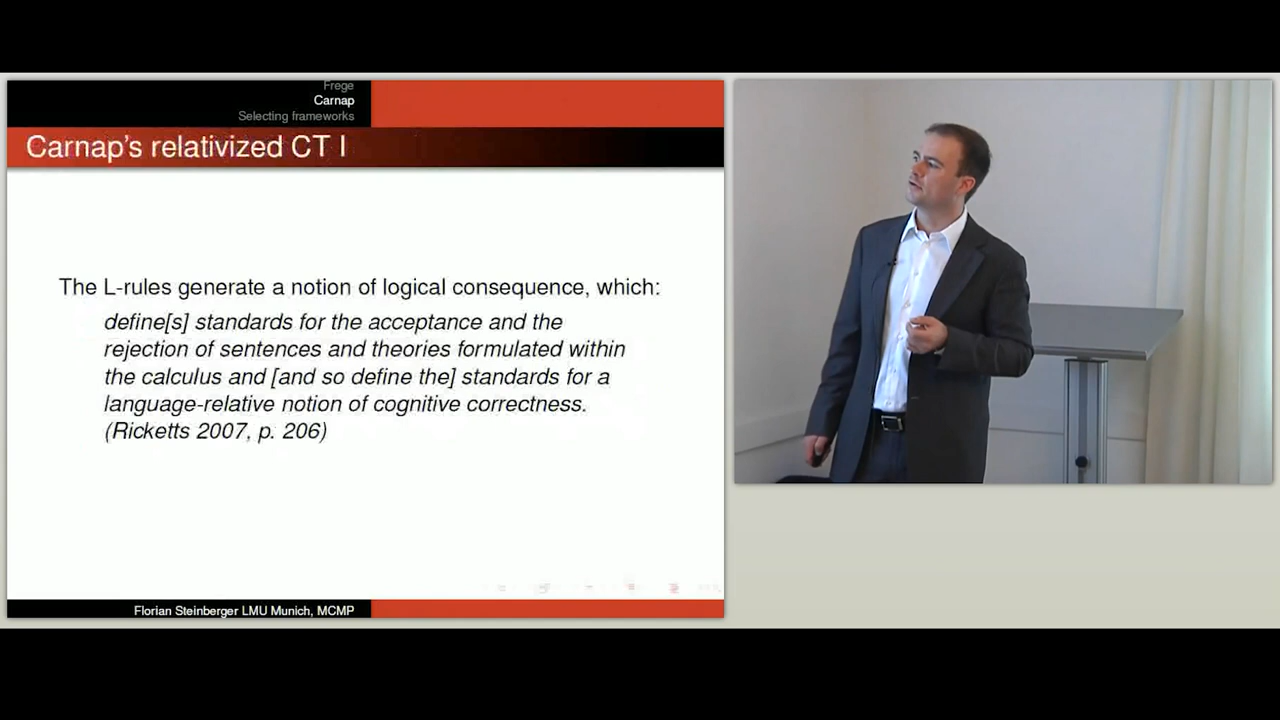 Frege
Carnap
Selecting frameworks
Carnap's relativized CT I
The L-rules generate a notion of logical consequence, which:
define[s] standards for the acceptance and the
rejection of sentences and theories formulated within
the calculus and [and so define the] standards for a
language-relative notion of cognitive correctness.
(Ricketts 2007, p. 206)
Florian Steinberger LMU Munich, MCMP